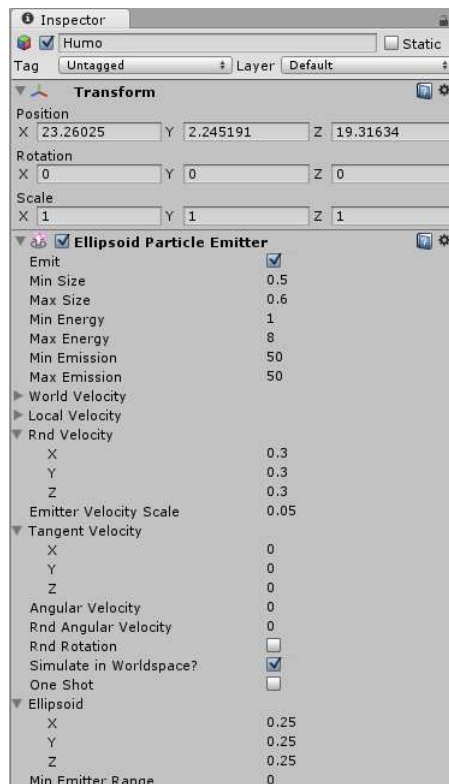 Inspector
Humo Static
Tag Untagged Layer Default
Transform
Position
X 23.26025 Y 2.245191 Z 19.31634
Rotation
X 0 Y 0 Z 0
Scale
X 1 Y 1 Z 1
Ellipsoid Particle Emitter
Emit
Min Size 0.5
Max Size 0.6
Min Energy 1
Max Energy 8
Min Emission 50
Max Emission 50
World Velocity
Local Velocity
Rnd Velocity
X 0.3
Y 0.3
Z 0.3
Emitter Velocity Scale 0.05
Tangent Velocity
X 0
Y 0
Z 0
Angular Velocity 0
Rnd Angular Velocity 0
Rnd Rotation
Simulate in Worldspace?
One Shot
Ellipsoid
X 0.25
Y 0.25
Z 0.25
Min Emitter Range 0